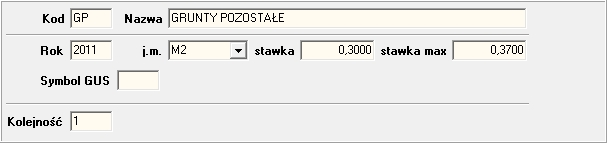 Kod GP Nazwa GRUNTY POZOSTAŁE
Rok 2011 j.m. M2 stawka 0,3000 stawka max 0,3700
Symbol GUS
Kolejność 1